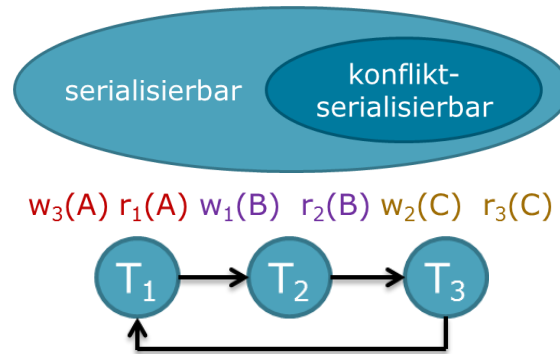 serialisierbar
konflikt-
serialisierbar
w₃(A) r₁(A) w₁(B) r₂(B) w₂(C) r₃(C)
T₁ T₂ T₃